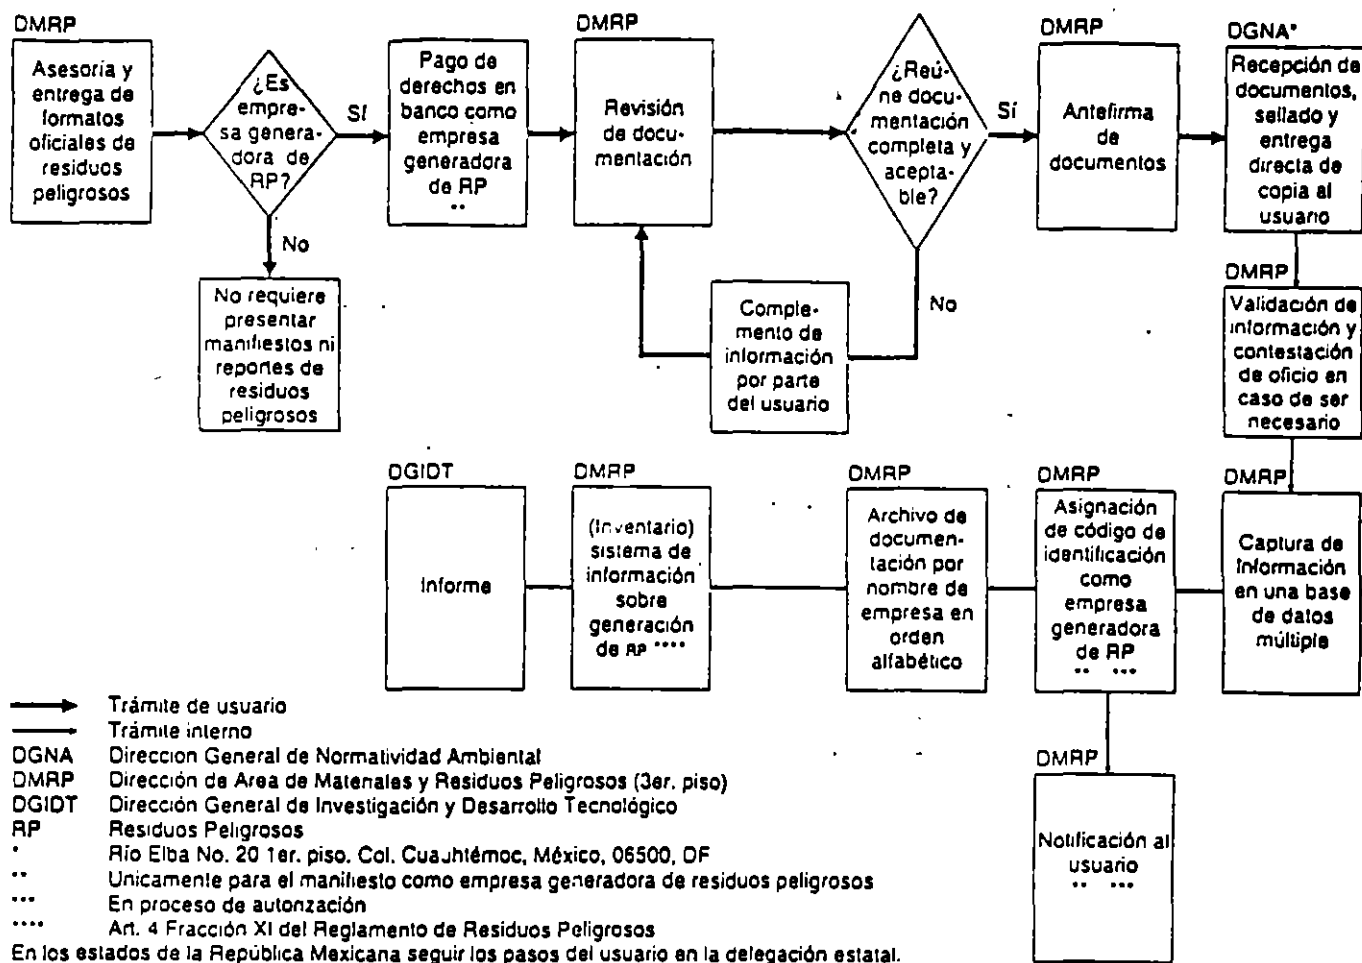 DMRP
Asesoría y
entrega de
formatos
oficiales de
residuos
peligrosos
¿Es
empre-
sa genera-
dora de
RP?
Sí
No
No requiere
presentar
manifiestos ni
reportes de
residuos
peligrosos
Pago de
derechos en
banco como
empresa
generadora
de RP
**
DMRP
Revisión
de docu-
mentación
¿Reú-
ne docu-
mentación
completa y
aceptable?
Sí
No
Comple-
mento de
información
por parte
del usuario
DMRP
Antefirma
de
documentos
DGNA*
Recepción de
documentos,
sellado y
entrega
directa de
copia al
usuario
DMRP
Validación de
información y
contestación
de oficio en
caso de ser
necesario
DMRP
Captura de
información
en una base
de datos
múltiple
DMRP
Asignación
de código de
identificación
como
empresa
generadora
de RP
** ***
DMRP
Notificación al
usuario
** ***
DMRP
Archivo de
documen-
tación por
nombre de
empresa en
orden
alfabético
DMRP
(Inventario)
sistema de
información
sobre
generación
de RP ****
DGIDT
Informe
Trámite de usuario
Trámite interno
DGNA Direccion General de Normatividad Ambiental
DMRP Dirección de Area de Materiales y Residuos Peligrosos (3er. piso)
DGIDT Dirección General de Investigación y Desarrollo Tecnológico
RP Residuos Peligrosos
* Río Elba No. 20 1er. piso. Col. Cuauhtémoc, México, 06500, DF
** Unicamente para el manifiesto como empresa generadora de residuos peligrosos
*** En proceso de autorización
**** Art. 4 Fracción XI del Reglamento de Residuos Peligrosos
En los estados de la República Mexicana seguir los pasos del usuario en la delegación estatal.